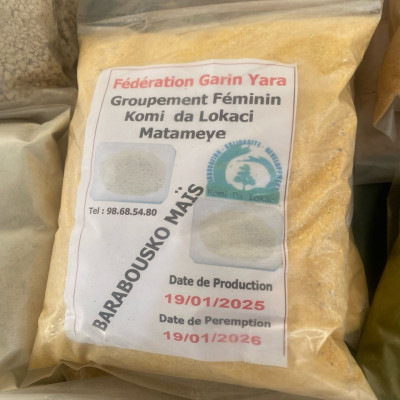 Fédération Garin Yara
Groupement Féminin
Komi da Lokaci
Matameye
Tel : 98.68.54.80
BARABOUSKO MAÏS
Date de Production
19/01/2025
Date de Peremption
19/01/2026